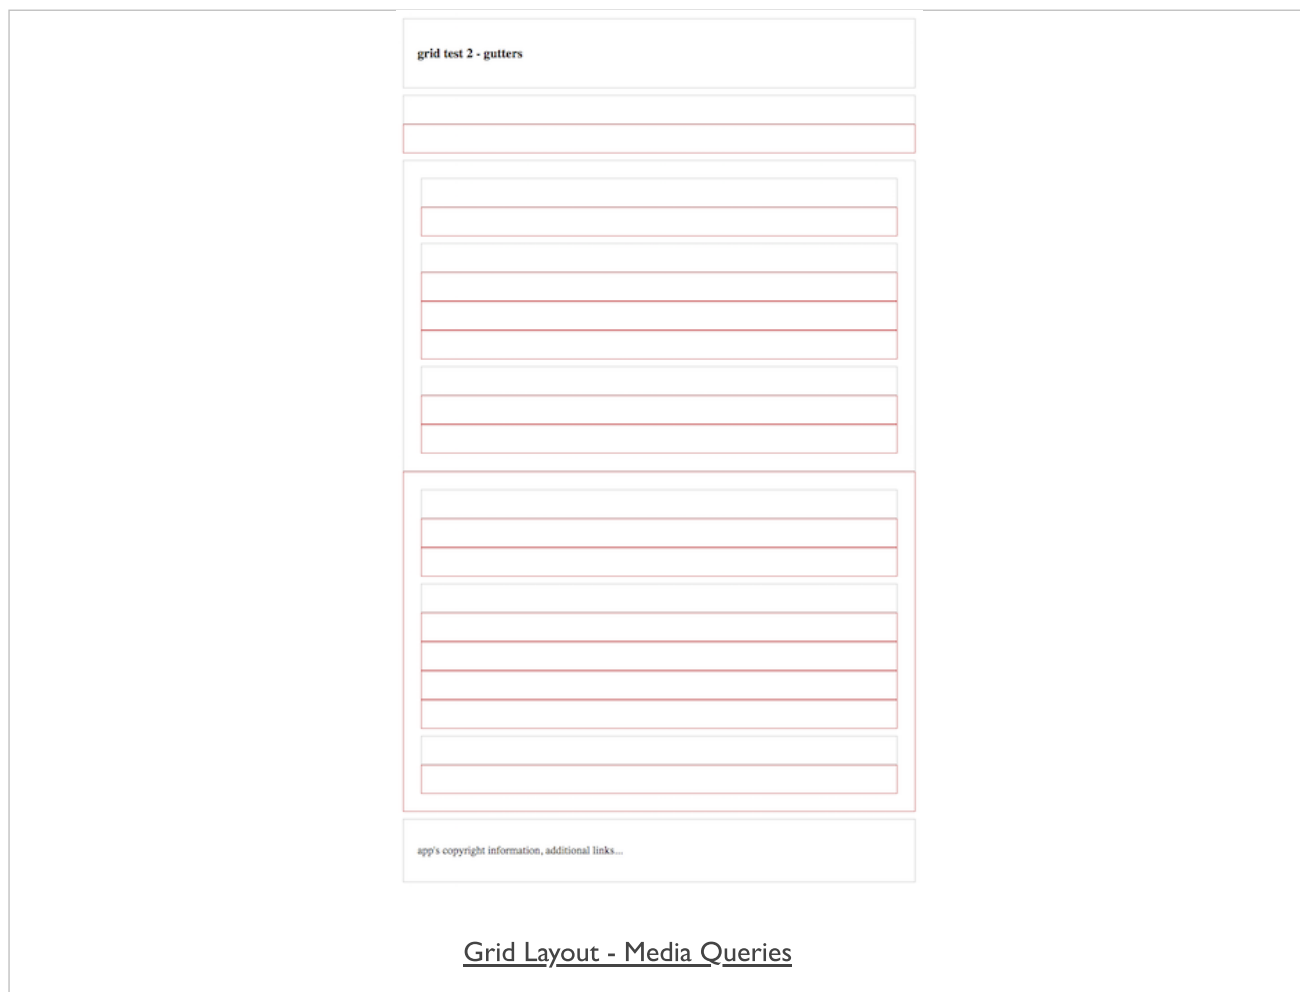 grid test 2 - gutters
app's copyright information, additional links...
Grid Layout - Media Queries